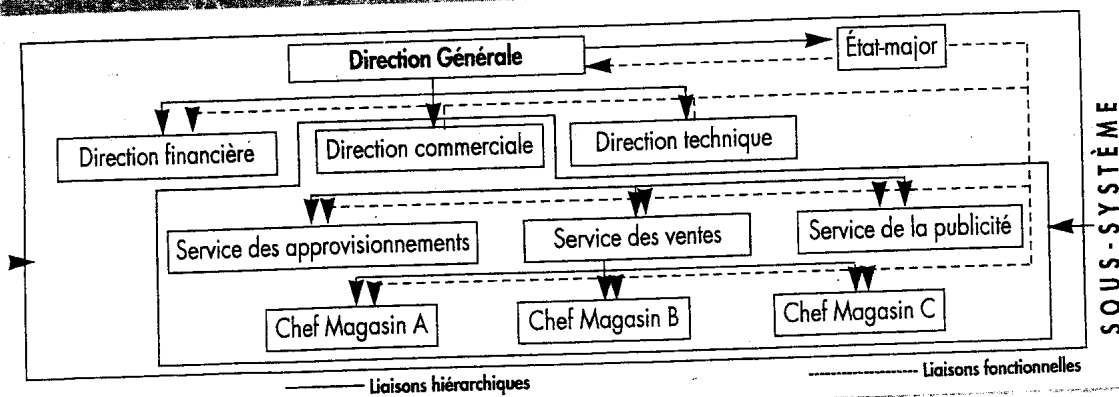 Direction Générale
État-major
Direction financière
Direction commerciale
Direction technique
Service des approvisionnements
Service des ventes
Service de la publicité
Chef Magasin A
Chef Magasin B
Chef Magasin C
SOUS-SYSTÈME
Liaisons hiérarchiques
Liaisons fonctionnelles